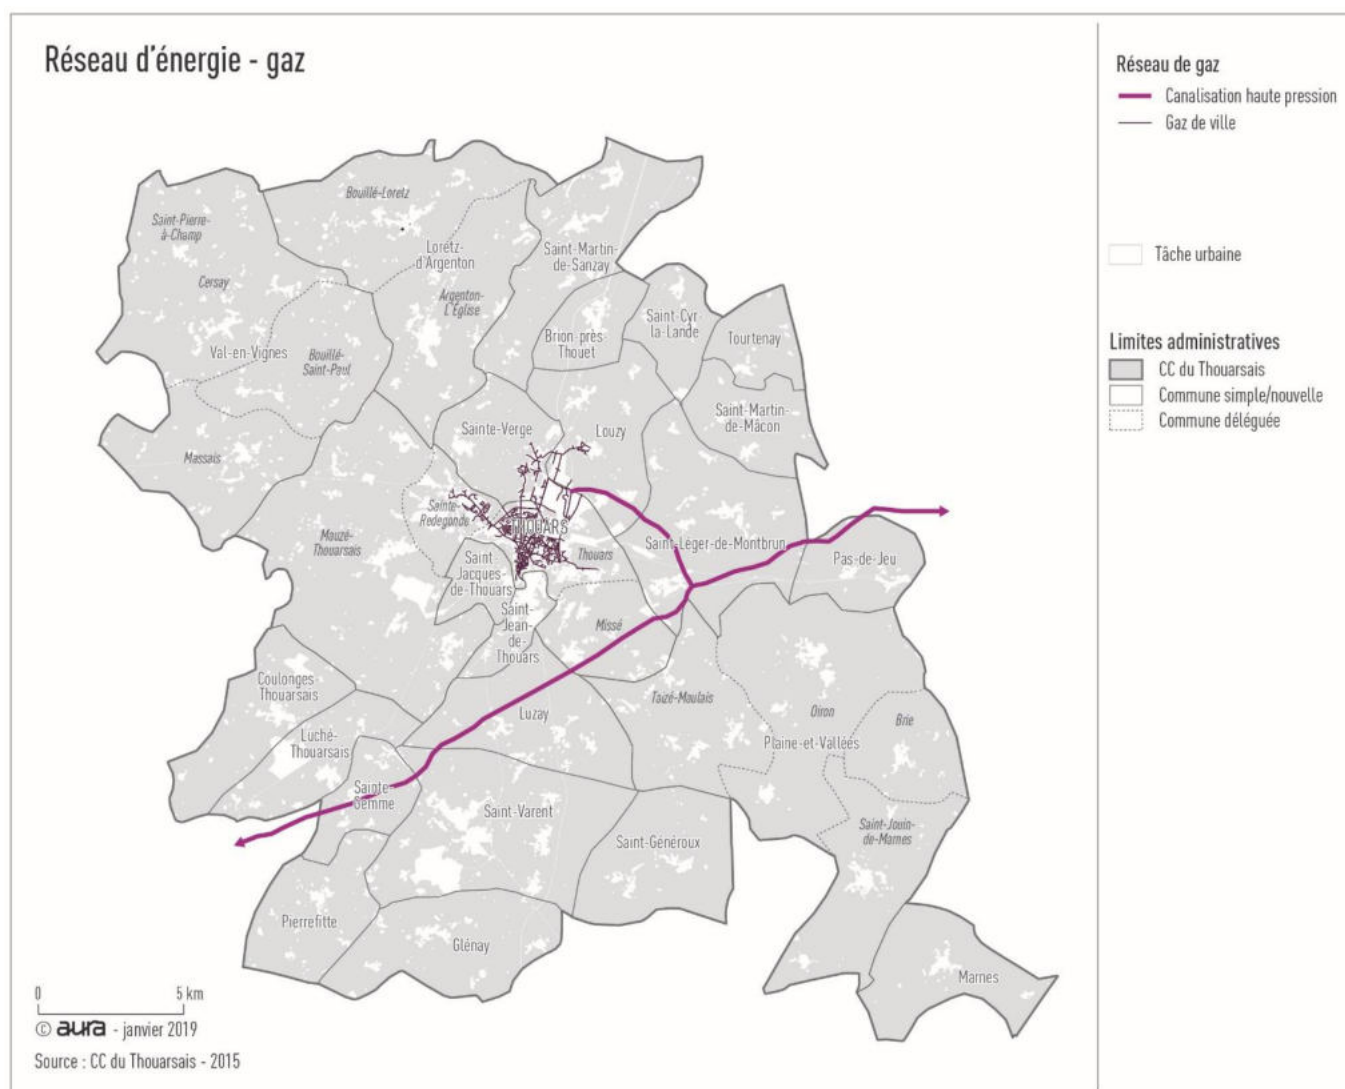 Réseau d'énergie - gaz
Réseau de gaz
Canalisation haute pression
Gaz de ville
Tâche urbaine
Limites administratives
CC du Thouarsais
Commune simple/nouvelle
Commune déléguée
Bouillé-Loretz
Saint-Pierre-
à-Champ
Loretz-
d'Argenton
Saint-Martin-
de-Sanzay
Cersay
Argenton-
L'Église
Saint-Cyr-
la-Lande
Brion-près-
Thouet
Tourtenay
Val-en-Vignes
Bouillé-
Saint-Paul
Saint-Martin-
de-Mâcon
Sainte-Verge
Louzy
Massais
Sainte-
Redegonde
THOUARS
Mauzé-
Thouarsais
Saint-Léger-de-Montbrun
Thouars
Pas-de-Jeu
Saint-
Jacques-
de-Thouars
Saint-
Jean-
de-
Thouars
Missé
Coulonges
Thouarsais
Taizé-Maulais
Luzay
Oiron
Brie
Luché-
Thouarsais
Plaine-et-Vallées
Sainte
Gemme
Saint-Varent
Saint-Jouin-
de-Marnes
Saint-Généroux
Pierrefitte
Glénay
Marnes
0 5 km
© aura - janvier 2019
Source : CC du Thouarsais - 2015